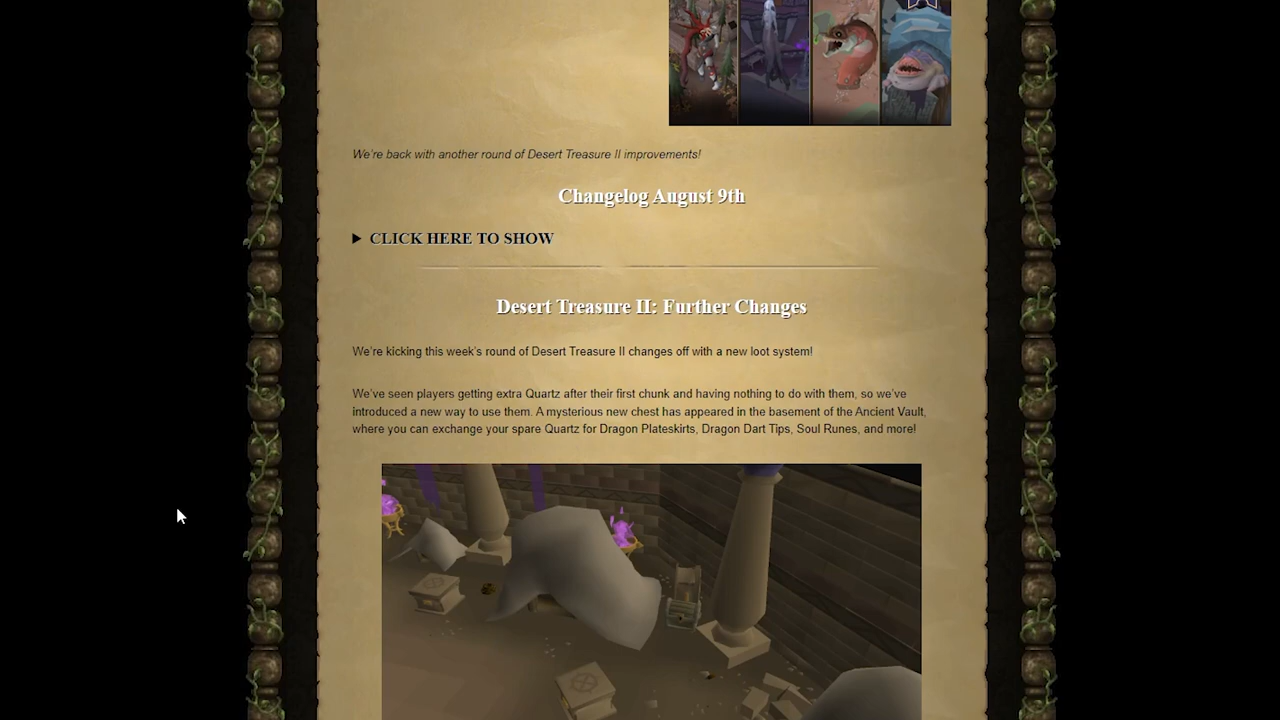 We're back with another round of Desert Treasure II improvements!
Changelog August 9th
CLICK HERE TO SHOW
Desert Treasure II: Further Changes
We're kicking this week's round of Desert Treasure II changes off with a new loot system!
We've seen players getting extra Quartz after their first chunk and having nothing to do with them, so we've
introduced a new way to use them. A mysterious new chest has appeared in the basement of the Ancient Vault,
where you can exchange your spare Quartz for Dragon Plateskirts, Dragon Dart Tips, Soul Runes, and more!